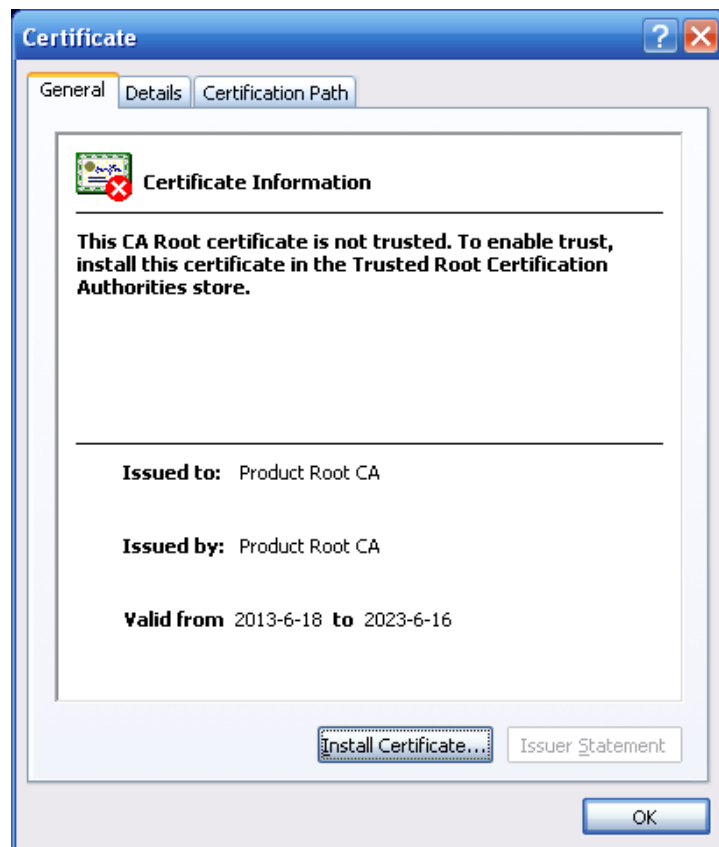 Certificate
General Details Certification Path
Certificate Information
This CA Root certificate is not trusted. To enable trust,
install this certificate in the Trusted Root Certification
Authorities store.
Issued to: Product Root CA
Issued by: Product Root CA
Valid from 2013-6-18 to 2023-6-16
Install Certificate... Issuer Statement
OK